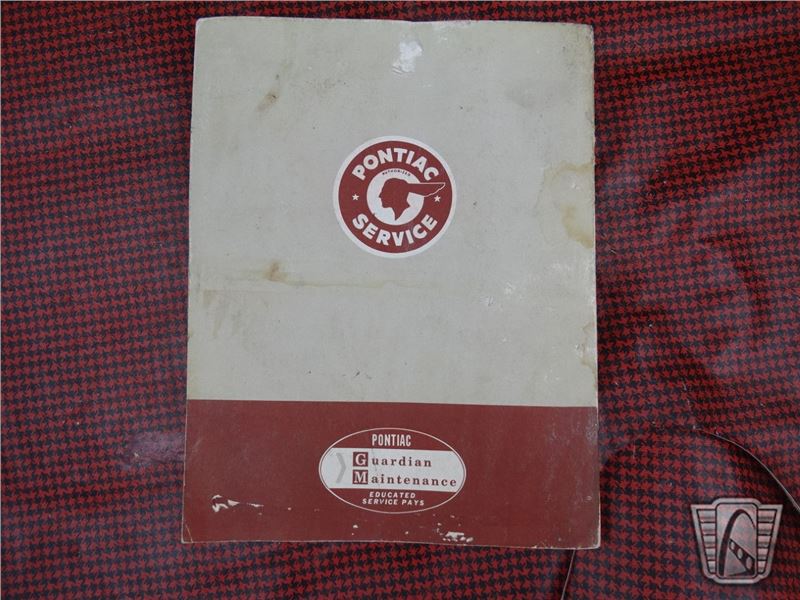 PONTIAC
AUTHORIZED
SERVICE
PONTIAC
Guardian
Maintenance
EDUCATED
SERVICE PAYS